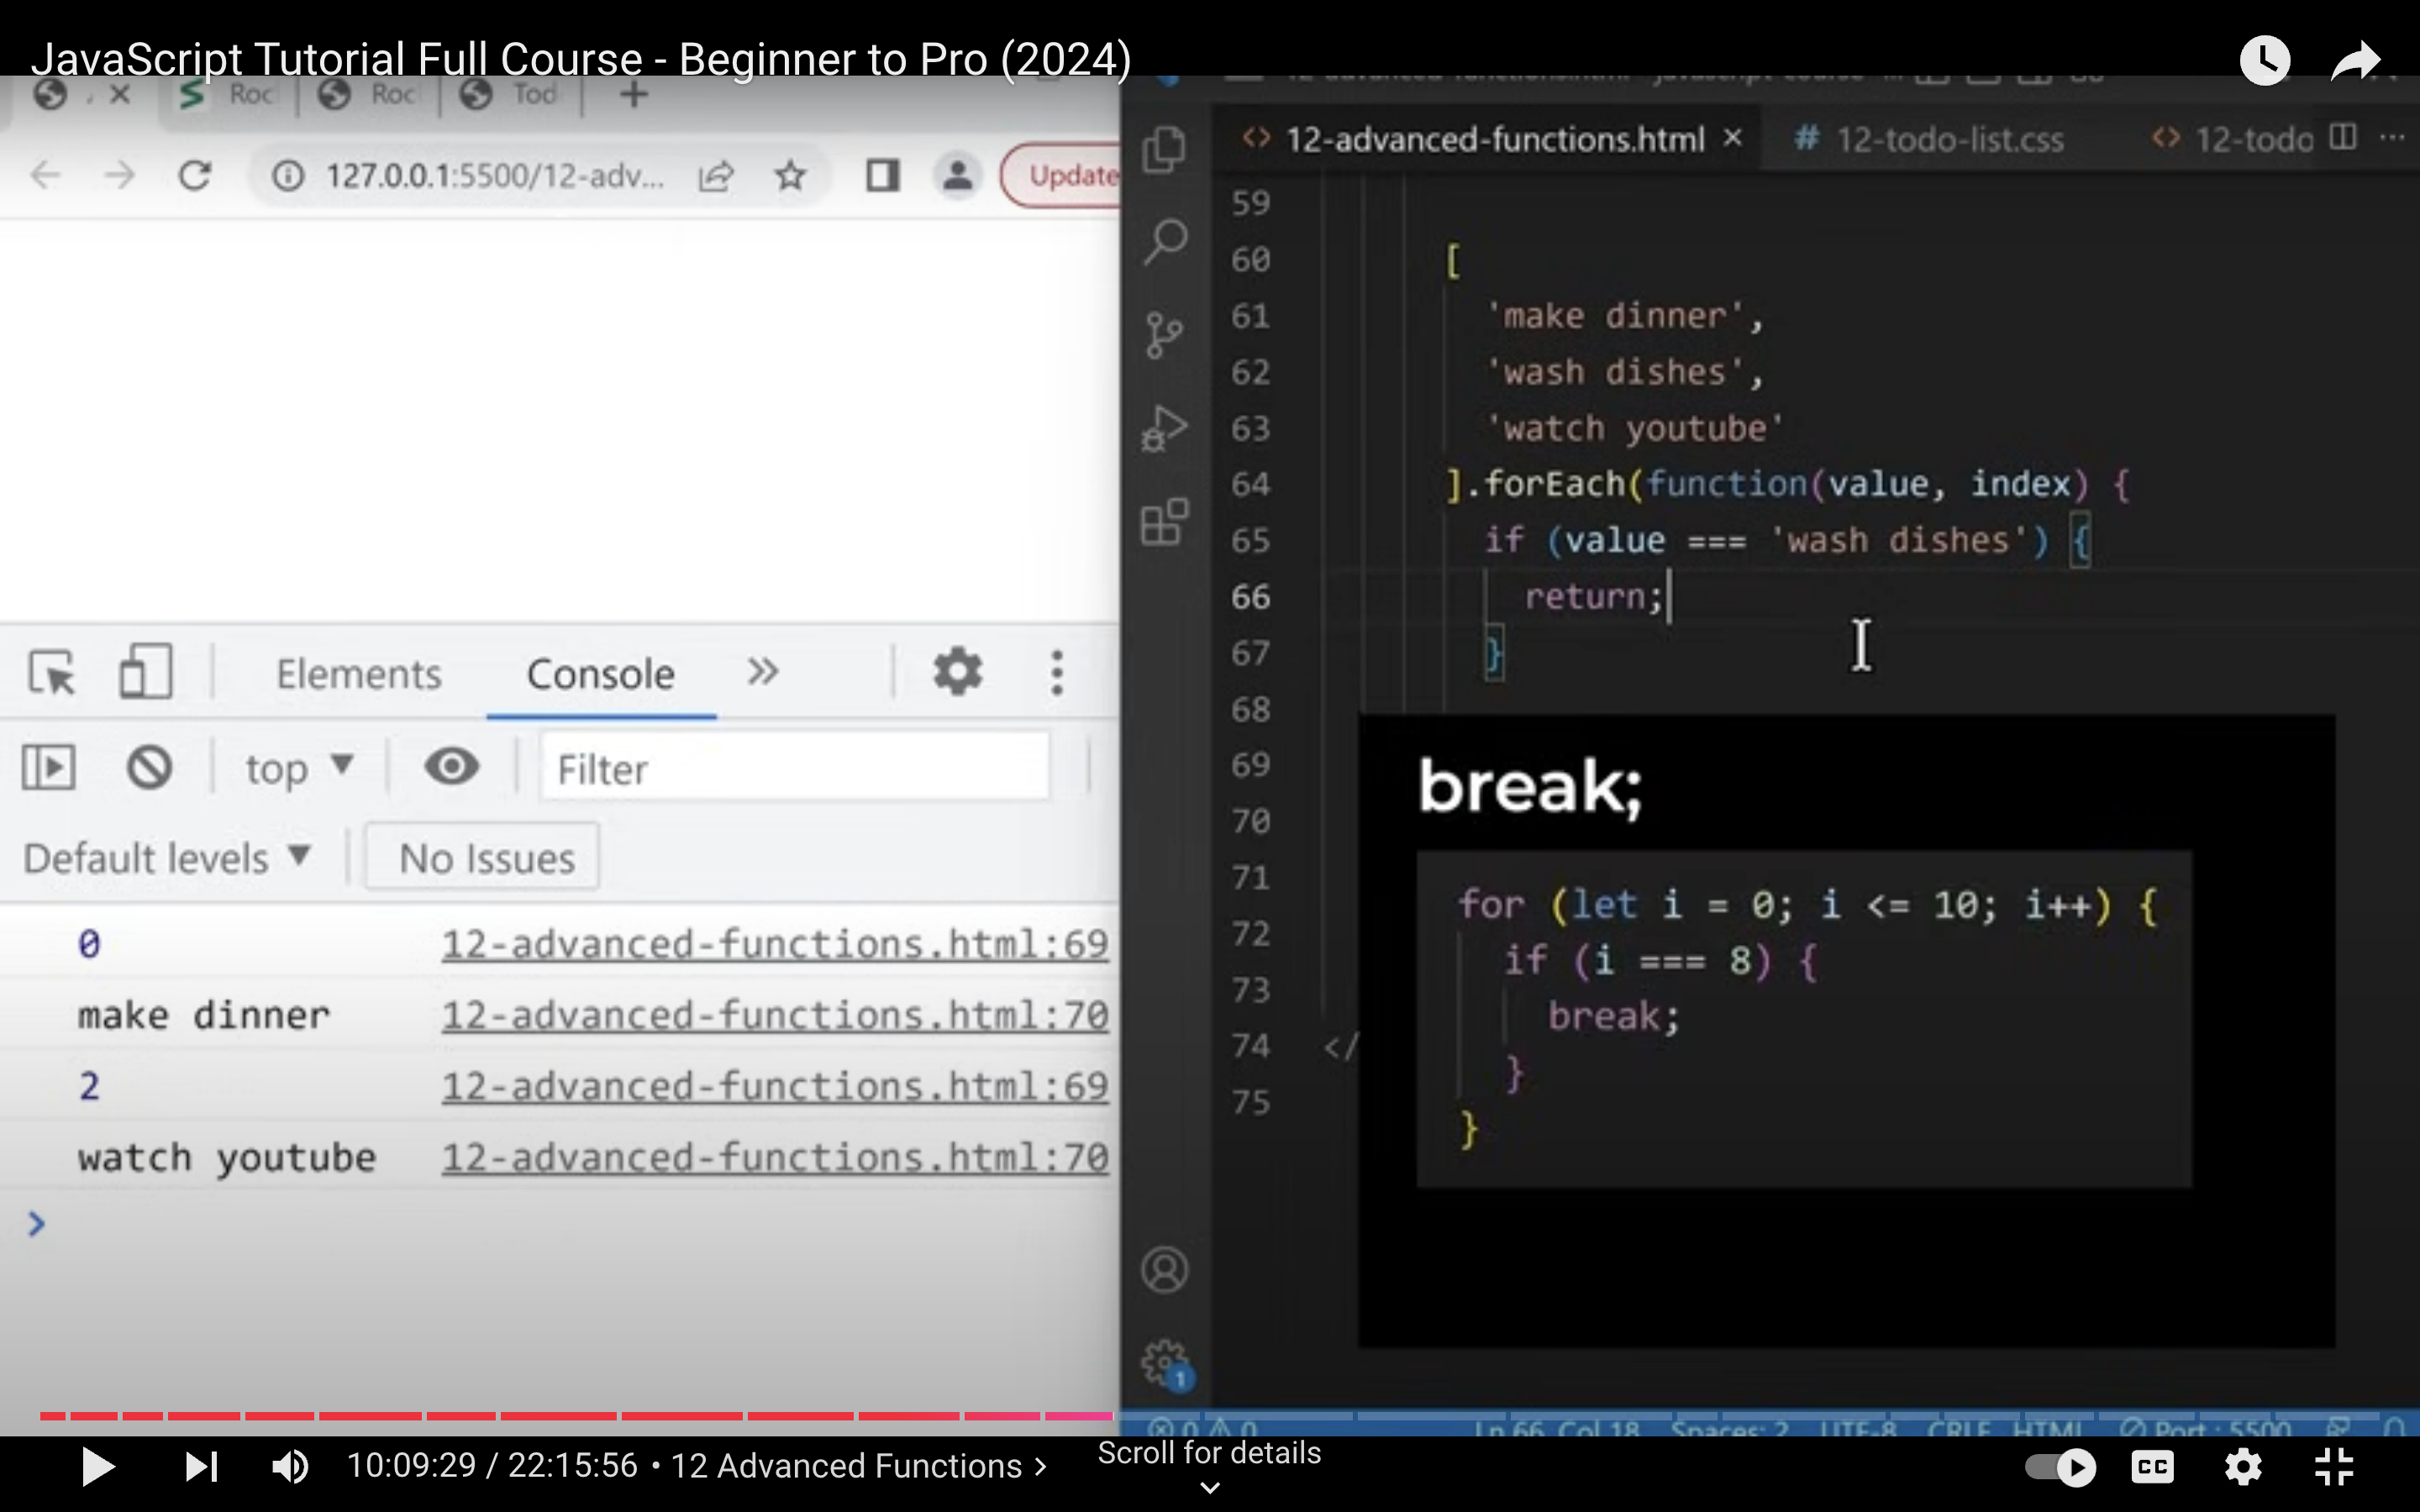 JavaScript Tutorial Full Course - Beginner to Pro (2024)
Roc
Roc
Tod
127.0.0.1:5500/12-adv...
Update
12-advanced-functions.html
# 12-todo-list.css
12-todo
59
60 [
61 'make dinner',
62 'wash dishes',
63 'watch youtube'
64 ].forEach(function(value, index) {
65 if (value === 'wash dishes') {
66 return;
67 }
68
69
70
71
72
73
74 </
75
Elements
Console
top
Filter
Default levels
No Issues
0 12-advanced-functions.html:69
make dinner 12-advanced-functions.html:70
2 12-advanced-functions.html:69
watch youtube 12-advanced-functions.html:70
break;
for (let i = 0; i <= 10; i++) {
if (i === 8) {
break;
}
}
1
Ln 66, Col 18 Spaces: 2 UTF-8 CRLF HTML Port : 5500
10:09:29 / 22:15:56 • 12 Advanced Functions
Scroll for details
CC